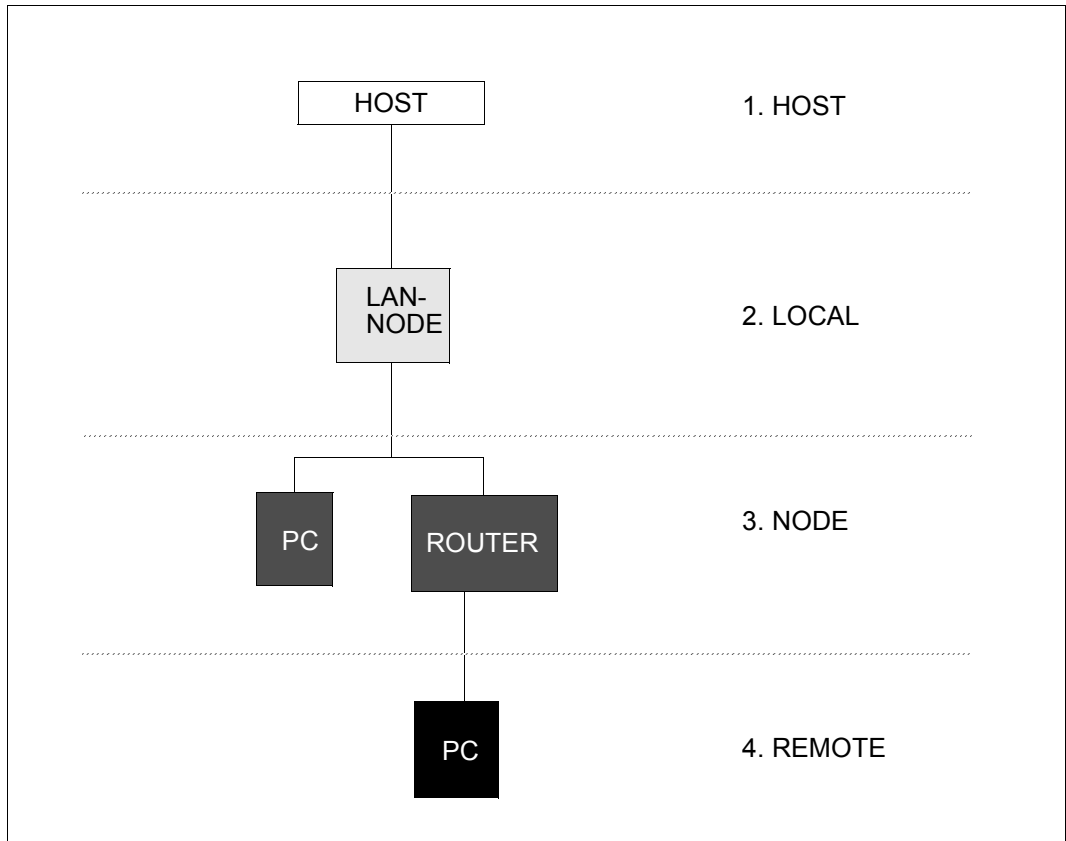 HOST
1. HOST
LAN-
NODE
2. LOCAL
PC
ROUTER
3. NODE
PC
4. REMOTE